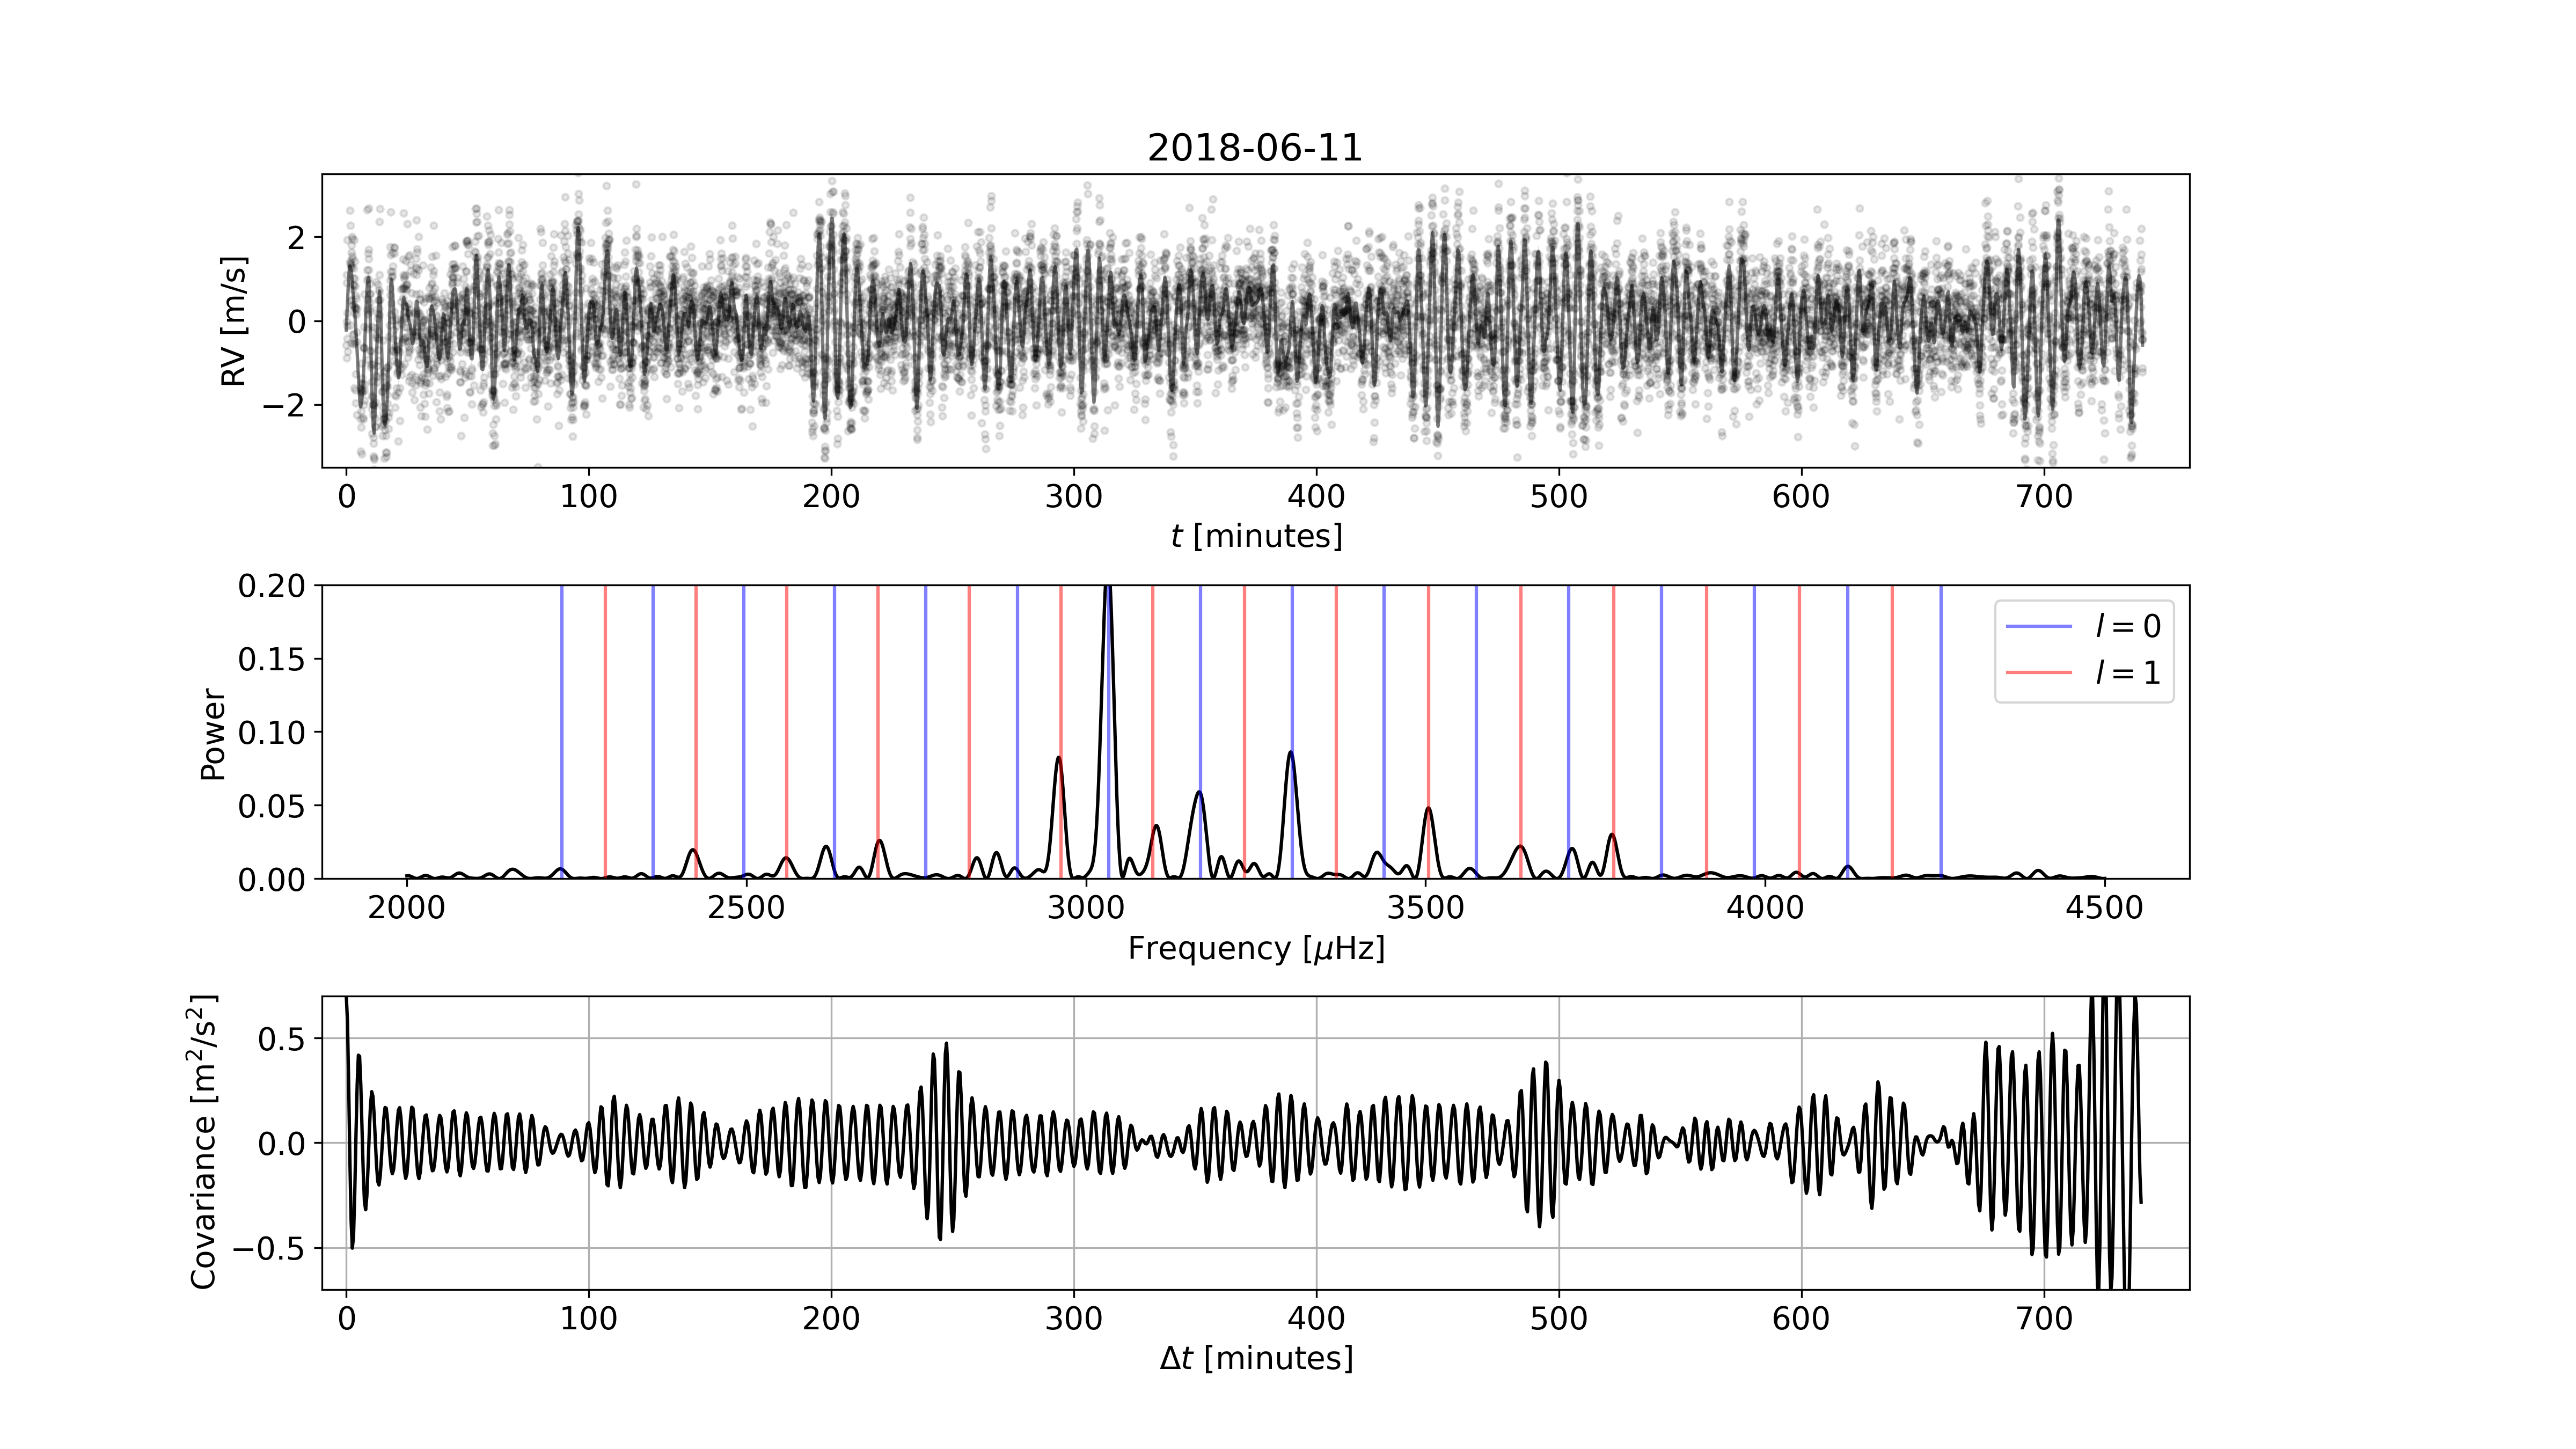 2018-06-11
RV [m/s]
2
0
−2
0 100 200 300 400 500 600 700
t [minutes]
Power
0.20
0.15
0.10
0.05
0.00
l = 0
l = 1
2000 2500 3000 3500 4000 4500
Frequency [μHz]
Covariance [m²/s²]
0.5
0.0
−0.5
0 100 200 300 400 500 600 700
Δt [minutes]